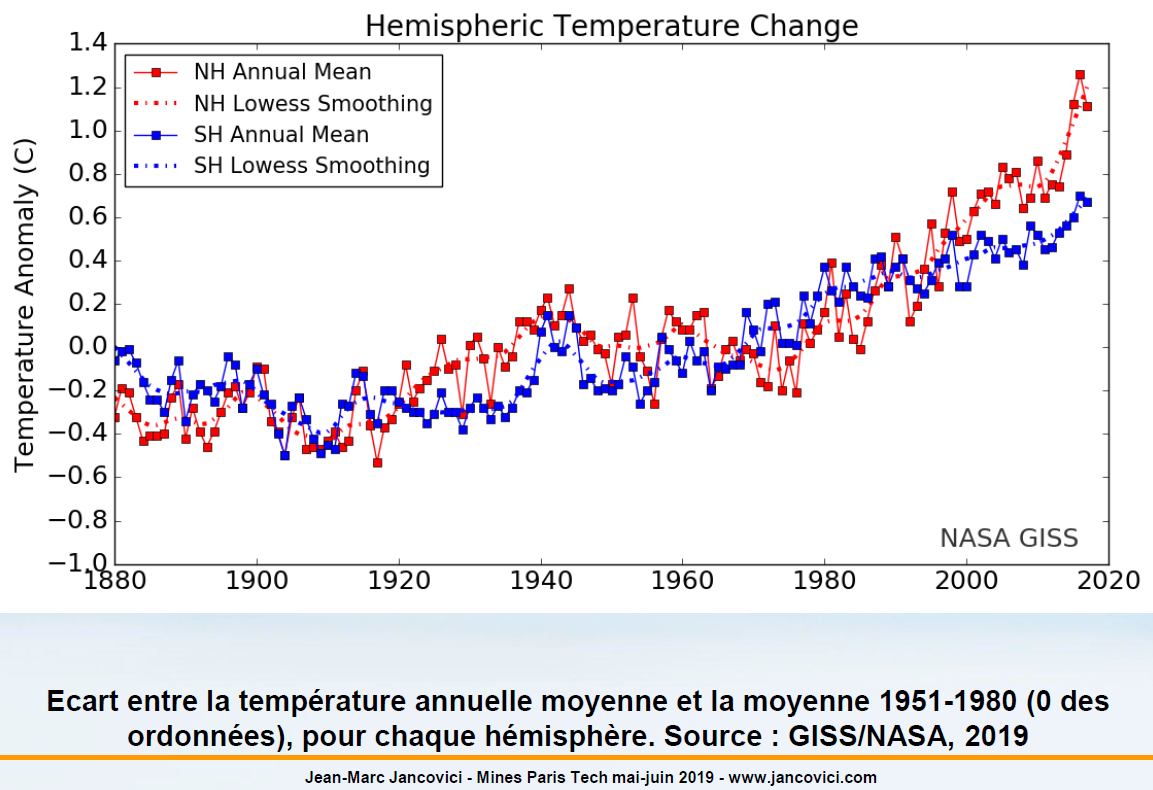 Hemispheric Temperature Change
1.4
1.2
1.0
0.8
0.6
0.4
0.2
0.0
−0.2
−0.4
−0.6
−0.8
−1.0
Temperature Anomaly (C)
NH Annual Mean
NH Lowess Smoothing
SH Annual Mean
SH Lowess Smoothing
NASA GISS
1880 1900 1920 1940 1960 1980 2000 2020
Ecart entre la température annuelle moyenne et la moyenne 1951-1980 (0 des
ordonnées), pour chaque hémisphère. Source : GISS/NASA, 2019
Jean-Marc Jancovici - Mines Paris Tech mai-juin 2019 - www.jancovici.com